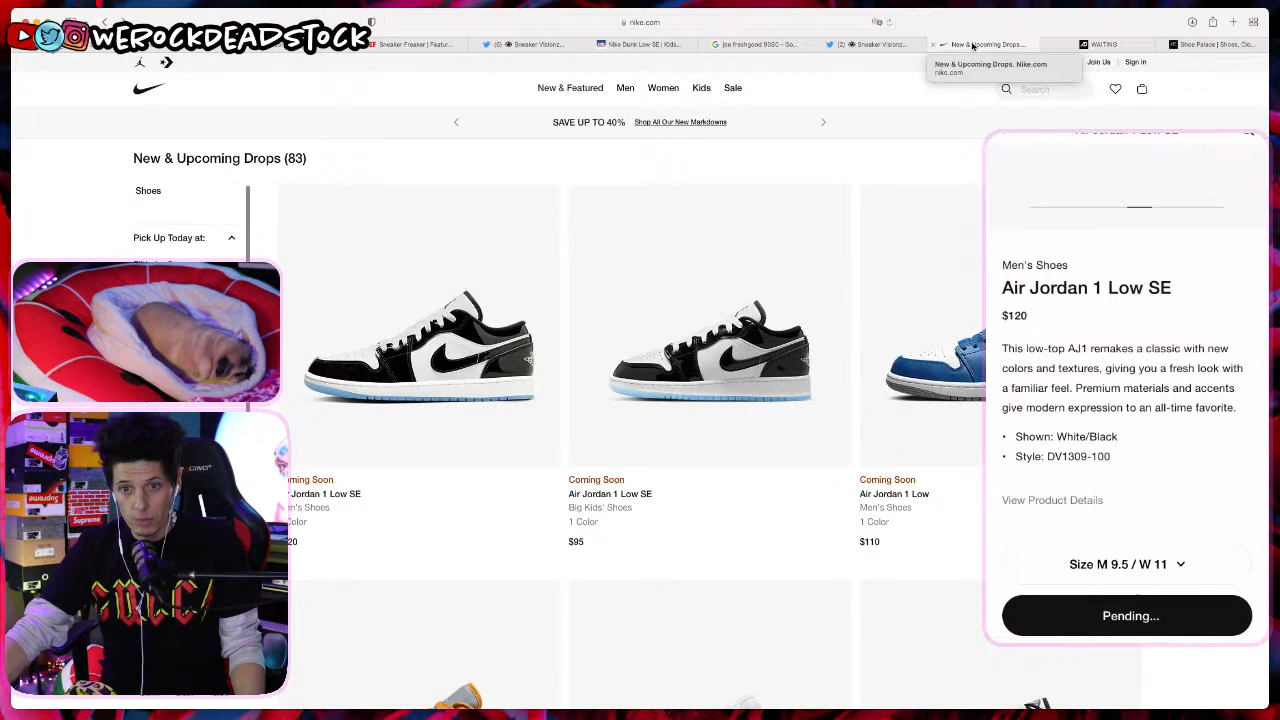 WEROCKDEADSTOCK
nike.com
Sneaker Freaker | Featur...
(6) Sneaker Visionz...
Nike Dunk Low SE | Kids...
joe freshgood 9060 - Go...
(2) Sneaker Visionz...
New & Upcoming Drops...
WAITING
Shoe Palace | Shoes, Clo...
New & Upcoming Drops. Nike.com
nike.com
Join Us
Sign In
New & Featured
Men
Women
Kids
Sale
Search
SAVE UP TO 40%
Shop All Our New Markdowns
New & Upcoming Drops (83)
Shoes
Pick Up Today at:
Coming Soon
Air Jordan 1 Low SE
Big Kids' Shoes
1 Color
$95
Coming Soon
Air Jordan 1 Low
Men's Shoes
1 Color
$110
oming Soon
r Jordan 1 Low SE
en's Shoes
Color
20
Men's Shoes
Air Jordan 1 Low SE
$120
This low-top AJ1 remakes a classic with new
colors and textures, giving you a fresh look with
a familiar feel. Premium materials and accents
give modern expression to an all-time favorite.
• Shown: White/Black
• Style: DV1309-100
View Product Details
Size M 9.5 / W 11
Pending...
Supreme
Supreme